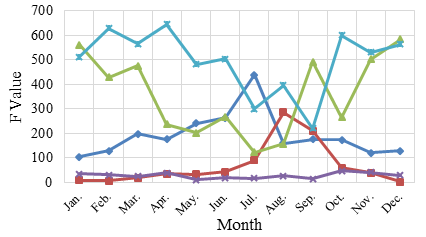 700
600
500
400
300
200
100
0
F Value
Jan.
Feb.
Mar.
Apr.
May.
Jun.
Jul.
Aug.
Sep.
Oct.
Nov.
Dec.
Month